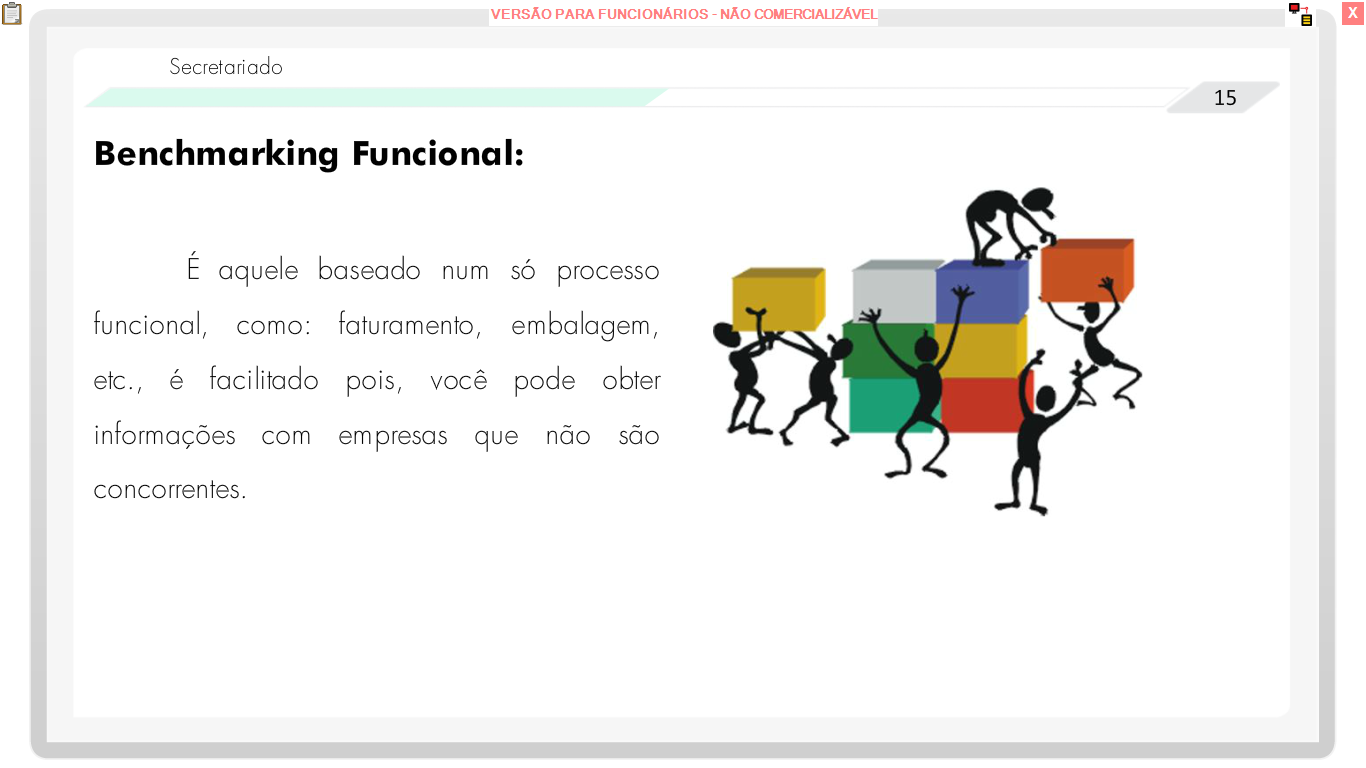 VERSÃO PARA FUNCIONÁRIOS - NÃO COMERCIALIZÁVEL
X
Secretariado
15
Benchmarking Funcional:
É aquele baseado num só processo
funcional, como: faturamento, embalagem,
etc., é facilitado pois, você pode obter
informações com empresas que não são
concorrentes.